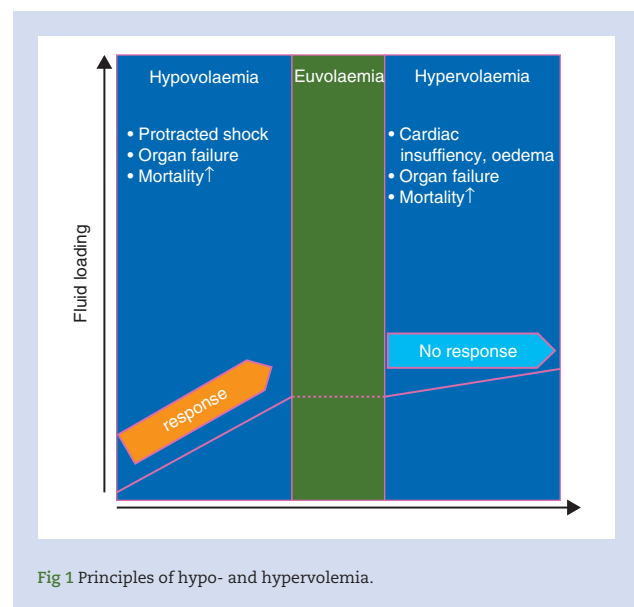 Hypovolaemia
Euvolaemia
Hypervolaemia
• Protracted shock
• Organ failure
• Mortality↑
• Cardiac
insuffiency, oedema
• Organ failure
• Mortality↑
Fluid loading
response
No response
Fig 1 Principles of hypo- and hypervolemia.